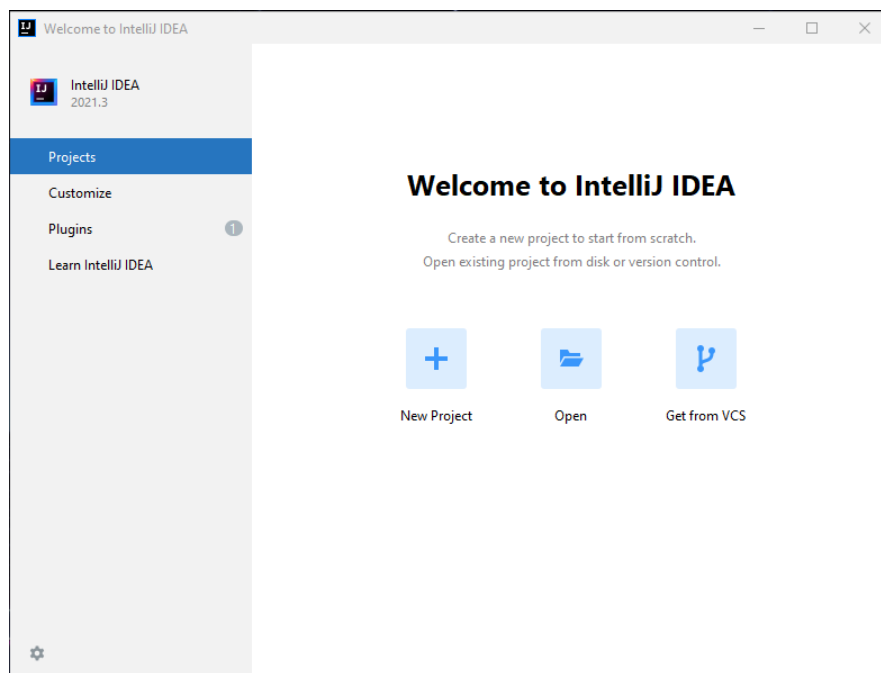 Welcome to IntelliJ IDEA
IntelliJ IDEA
2021.3
Projects
Customize
Plugins 1
Learn IntelliJ IDEA
Welcome to IntelliJ IDEA
Create a new project to start from scratch.
Open existing project from disk or version control.
New Project Open Get from VCS